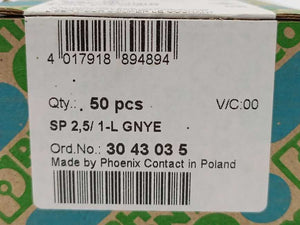 4 017918 894894
Qty.: 50 pcs V/C:00
SP 2,5/ 1-L GNYE
Ord.No.: 30 43 03 5
Made by Phoenix Contact in Poland